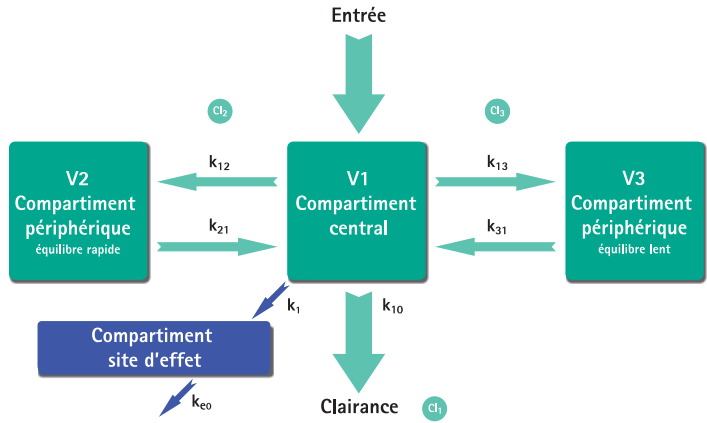 Entrée
Cl₂
Cl₃
V2
Compartiment
périphérique
équilibre rapide
k₁₂
k₂₁
V1
Compartiment
central
k₁₃
k₃₁
V3
Compartiment
périphérique
équilibre lent
k₁
k₁₀
Compartiment
site d'effet
kₑ₀
Clairance
Cl₁